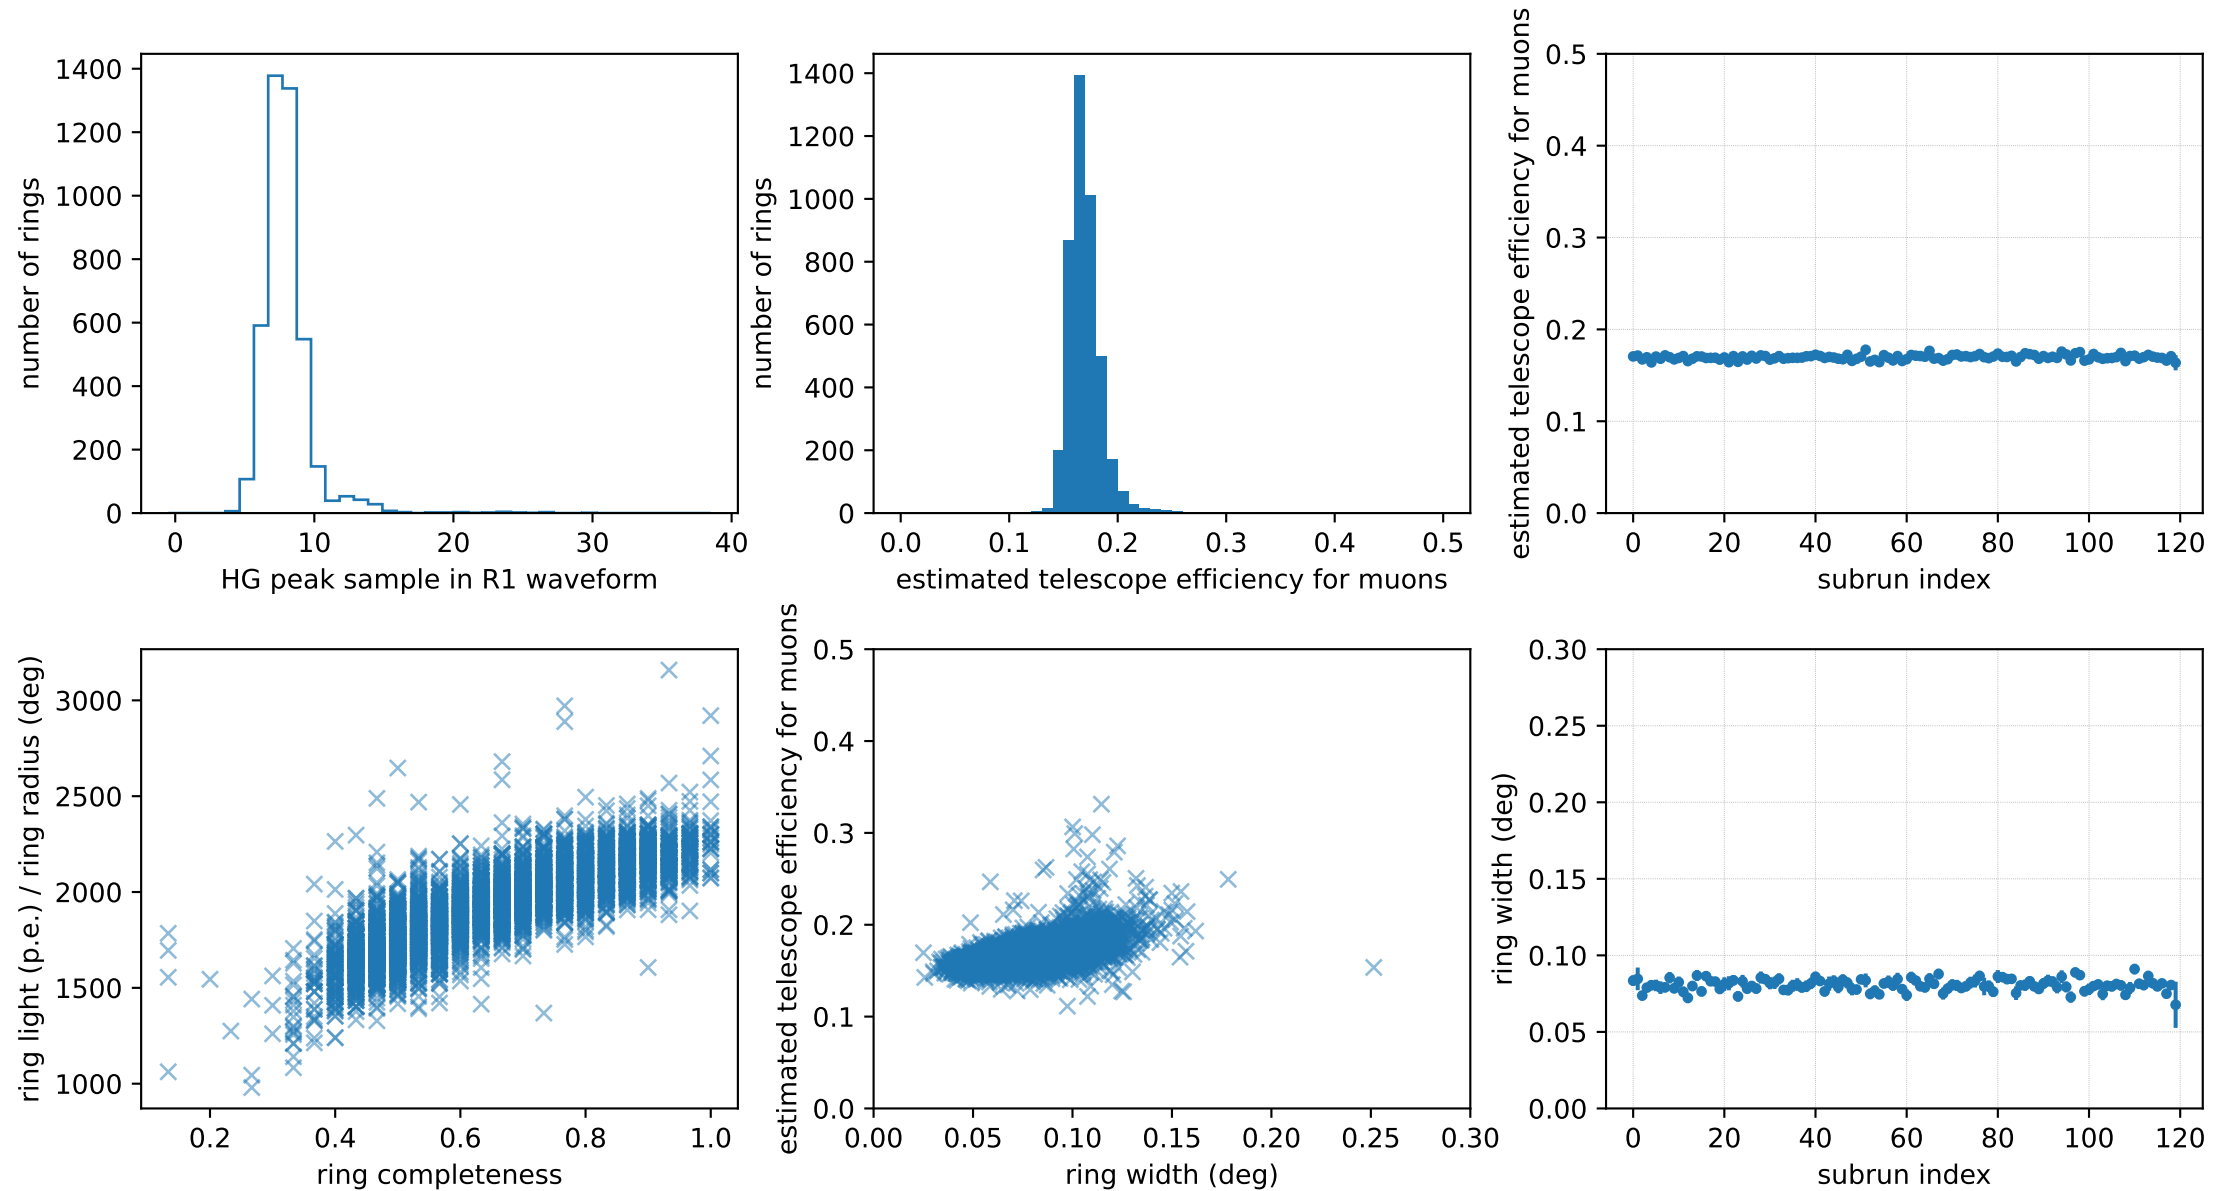 number of rings
1400
1200
1000
800
600
400
200
0
0 10 20 30 40
HG peak sample in R1 waveform
number of rings
1400
1200
1000
800
600
400
200
0
0.0 0.1 0.2 0.3 0.4 0.5
estimated telescope efficiency for muons
estimated telescope efficiency for muons
0.5
0.4
0.3
0.2
0.1
0.0
0 20 40 60 80 100 120
subrun index
ring light (p.e.) / ring radius (deg)
3000
2500
2000
1500
1000
0.2 0.4 0.6 0.8 1.0
ring completeness
estimated telescope efficiency for muons
0.5
0.4
0.3
0.2
0.1
0.0
0.00 0.05 0.10 0.15 0.20 0.25 0.30
ring width (deg)
ring width (deg)
0.30
0.25
0.20
0.15
0.10
0.05
0.00
0 20 40 60 80 100 120
subrun index